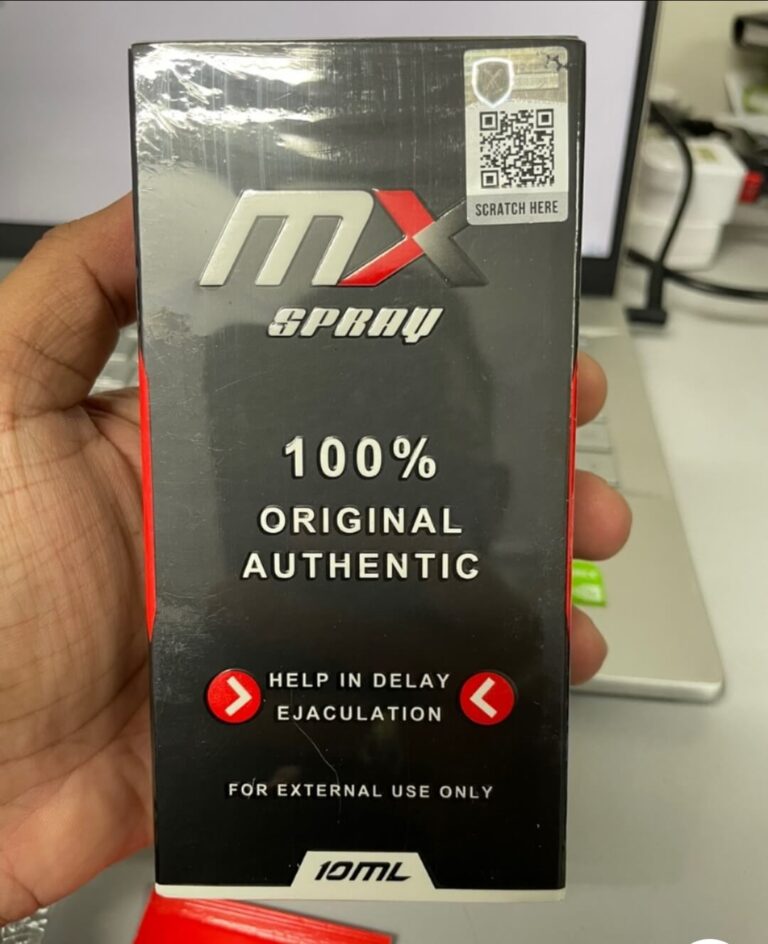 SCRATCH HERE
MX
SPRAY
100%
ORIGINAL
AUTHENTIC
HELP IN DELAY
EJACULATION
FOR EXTERNAL USE ONLY
10ML